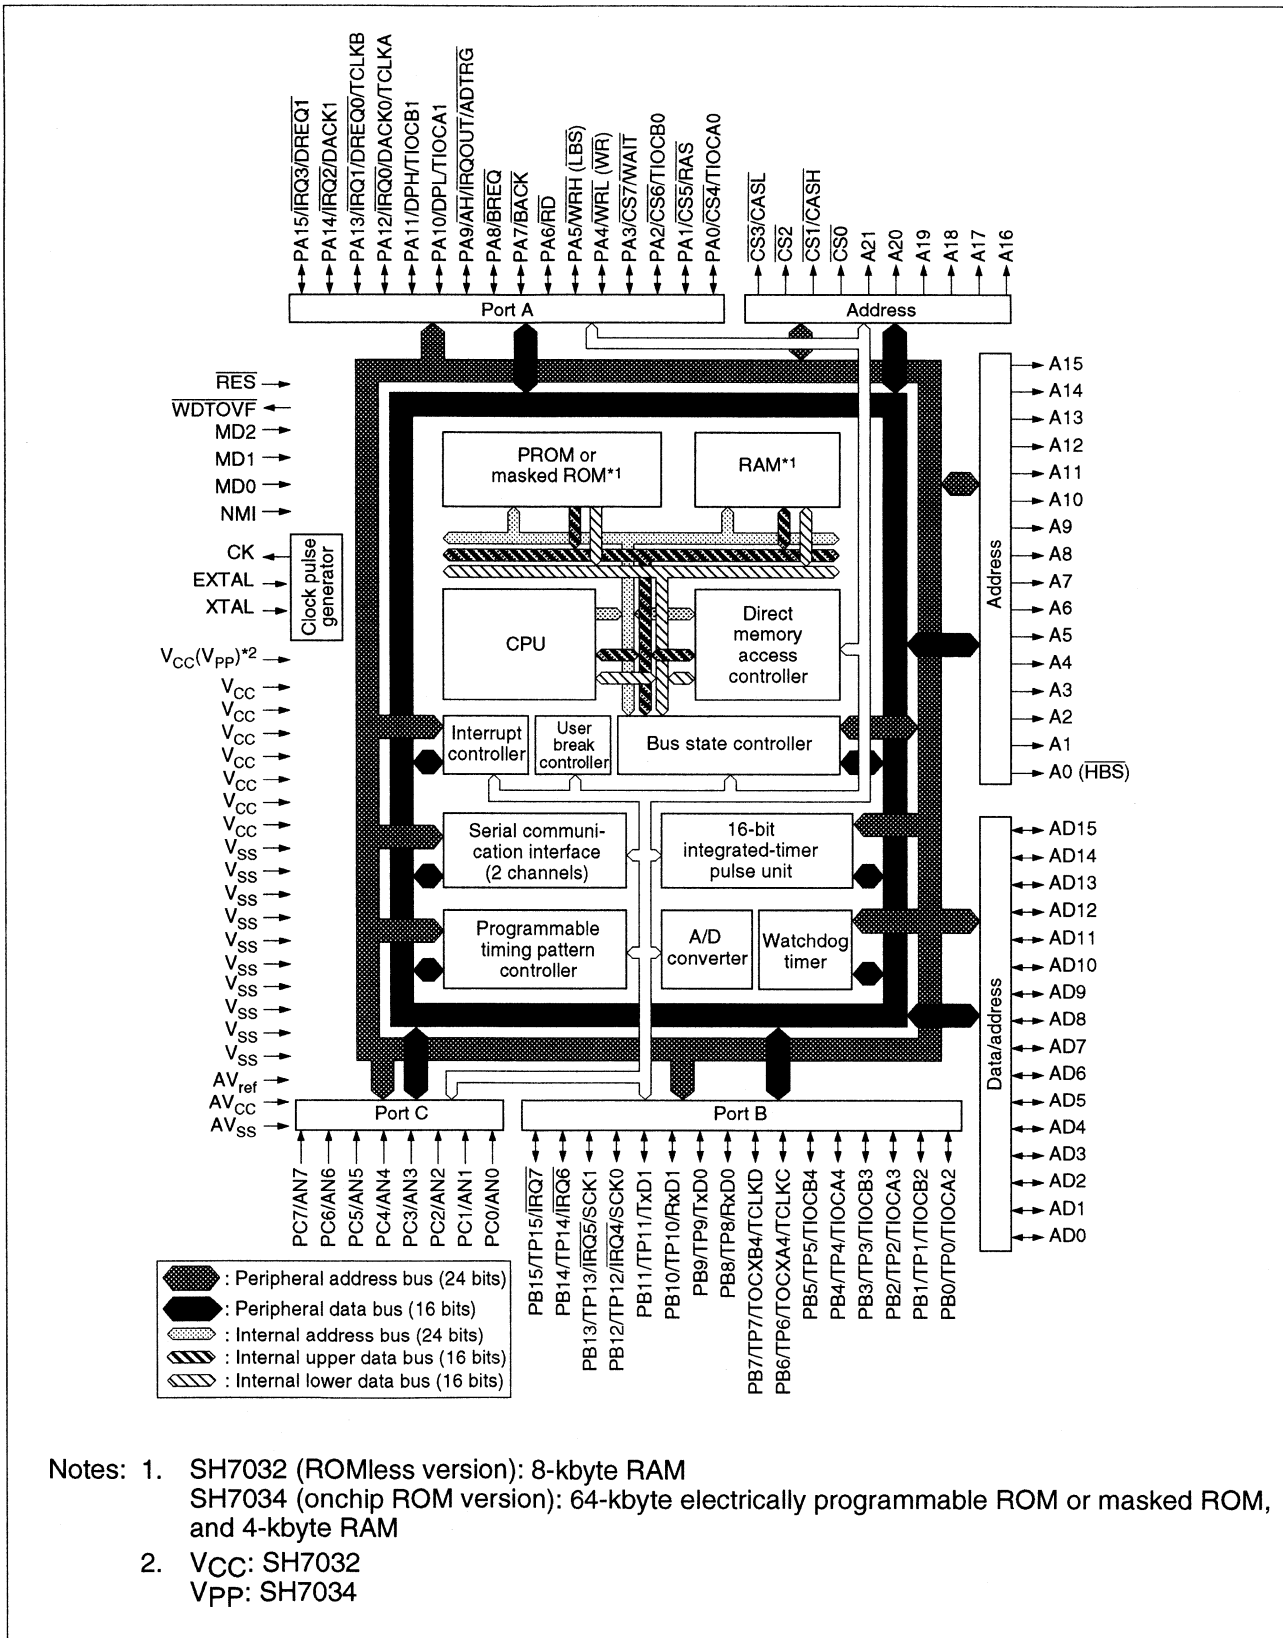 PA15/IRQ3/DREQ1
PA14/IRQ2/DACK1
PA13/IRQ1/DREQ0/TCLKB
PA12/IRQ0/DACK0/TCLKA
PA11/DPH/TIOCB1
PA10/DPL/TIOCA1
PA9/AH/IRQOUT/ADTRG
PA8/BREQ
PA7/BACK
PA6/RD
PA5/WRH (LBS)
PA4/WRL (WR)
PA3/CS7/WAIT
PA2/CS6/TIOCB0
PA1/CS5/RAS
PA0/CS4/TIOCA0
CS3/CASL
CS2
CS1/CASH
CS0
A21
A20
A19
A18
A17
A16
Port A
Address
RES
WDTOVF
MD2
MD1
MD0
NMI
CK
EXTAL
XTAL
Clock pulse
generator
VCC(VPP)*2
VCC
VCC
VCC
VCC
VCC
VCC
VCC
VSS
VSS
VSS
VSS
VSS
VSS
VSS
VSS
VSS
VSS
AVref
AVCC
AVSS
PROM or
masked ROM*1
RAM*1
CPU
Direct
memory
access
controller
Interrupt
controller
User
break
controller
Bus state controller
Serial communi-
cation interface
(2 channels)
16-bit
integrated-timer
pulse unit
Programmable
timing pattern
controller
A/D
converter
Watchdog
timer
Address
A15
A14
A13
A12
A11
A10
A9
A8
A7
A6
A5
A4
A3
A2
A1
A0 (HBS)
Data/address
AD15
AD14
AD13
AD12
AD11
AD10
AD9
AD8
AD7
AD6
AD5
AD4
AD3
AD2
AD1
AD0
Port C
Port B
PC7/AN7
PC6/AN6
PC5/AN5
PC4/AN4
PC3/AN3
PC2/AN2
PC1/AN1
PC0/AN0
PB15/TP15/IRQ7
PB14/TP14/IRQ6
PB13/TP13/IRQ5/SCK1
PB12/TP12/IRQ4/SCK0
PB11/TP11/TxD1
PB10/TP10/RxD1
PB9/TP9/TxD0
PB8/TP8/RxD0
PB7/TP7/TOCXB4/TCLKD
PB6/TP6/TOCXA4/TCLKC
PB5/TP5/TIOCB4
PB4/TP4/TIOCA4
PB3/TP3/TIOCB3
PB2/TP2/TIOCA3
PB1/TP1/TIOCB2
PB0/TP0/TIOCA2
: Peripheral address bus (24 bits)
: Peripheral data bus (16 bits)
: Internal address bus (24 bits)
: Internal upper data bus (16 bits)
: Internal lower data bus (16 bits)
Notes: 1. SH7032 (ROMless version): 8-kbyte RAM
SH7034 (onchip ROM version): 64-kbyte electrically programmable ROM or masked ROM,
and 4-kbyte RAM
2. VCC: SH7032
VPP: SH7034